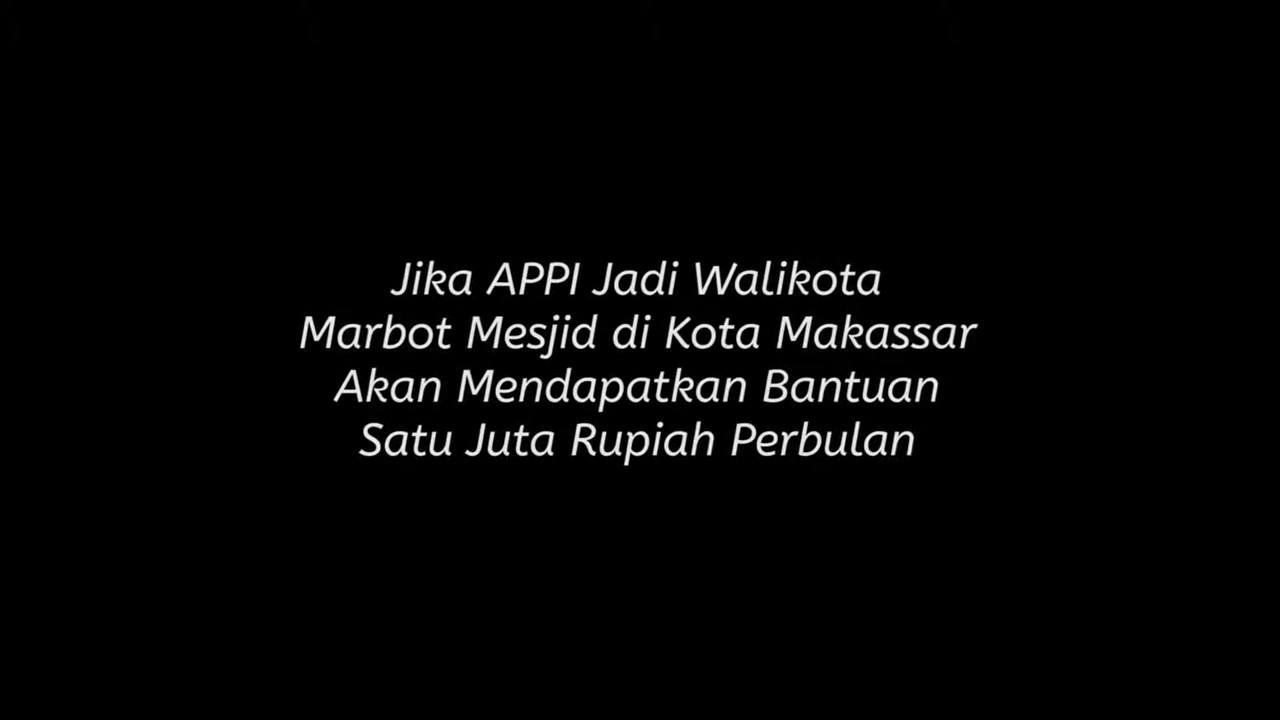 Jika APPI Jadi Walikota
Marbot Mesjid di Kota Makassar
Akan Mendapatkan Bantuan
Satu Juta Rupiah Perbulan